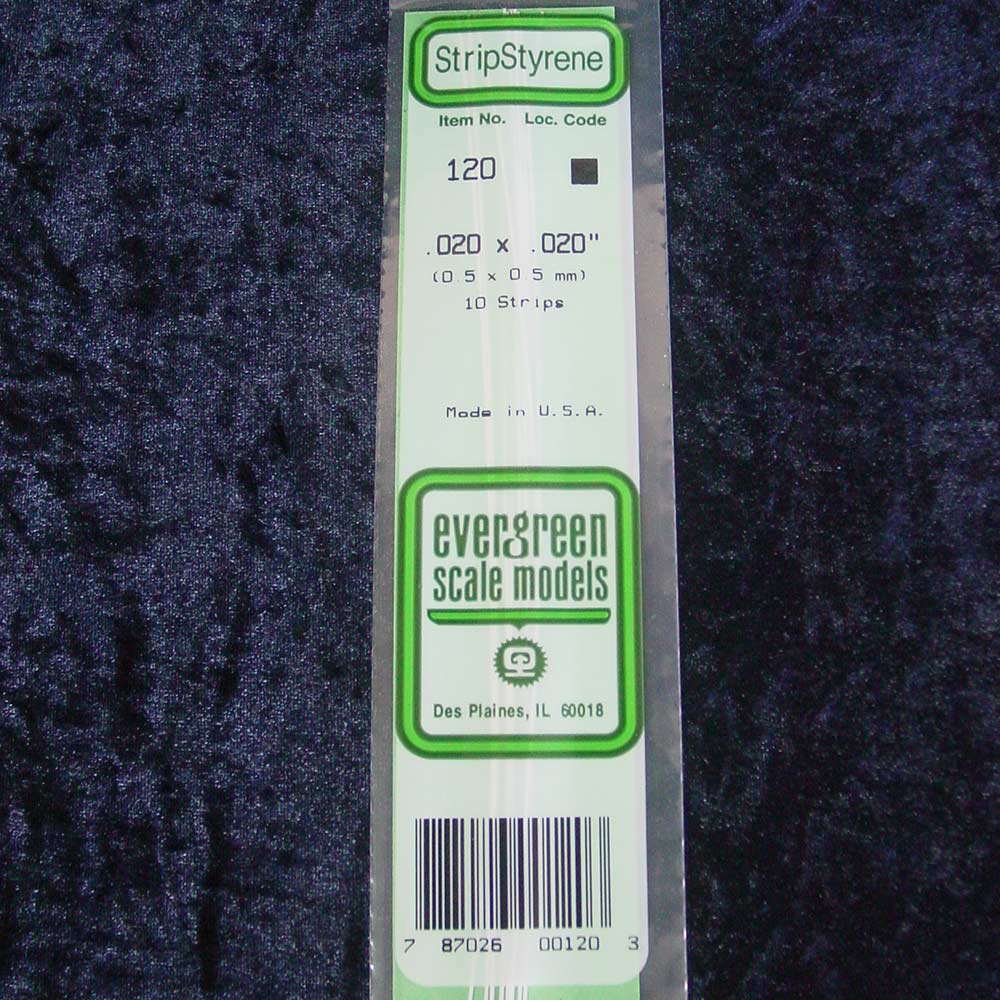 StripStyrene
Item No. Loc. Code
120
.020 x .020"
(0.5 x 0.5 mm)
10 Strips
Made in U.S.A.
evergreen
scale models
Des Plaines, IL 60018
7 87026 00120 3